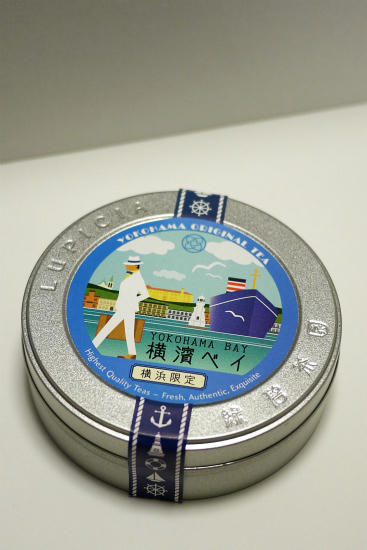 LUPICIA
YOKOHAMA ORIGINAL TEA
YOKOHAMA BAY
横濱ベイ
横浜限定
Highest Quality Teas – Fresh, Authentic, Exquisite
緑碧茶園